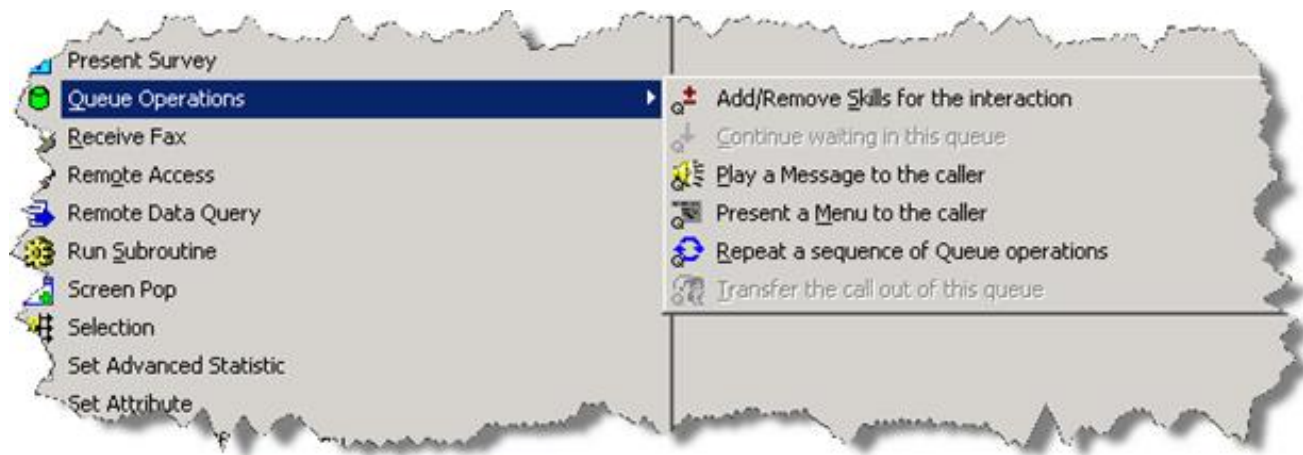 Present Survey
Queue Operations
Receive Fax
Remote Access
Remote Data Query
Run Subroutine
Screen Pop
Selection
Set Advanced Statistic
Set Attribute
Add/Remove Skills for the interaction
Continue waiting in this queue
Play a Message to the caller
Present a Menu to the caller
Repeat a sequence of Queue operations
Transfer the call out of this queue